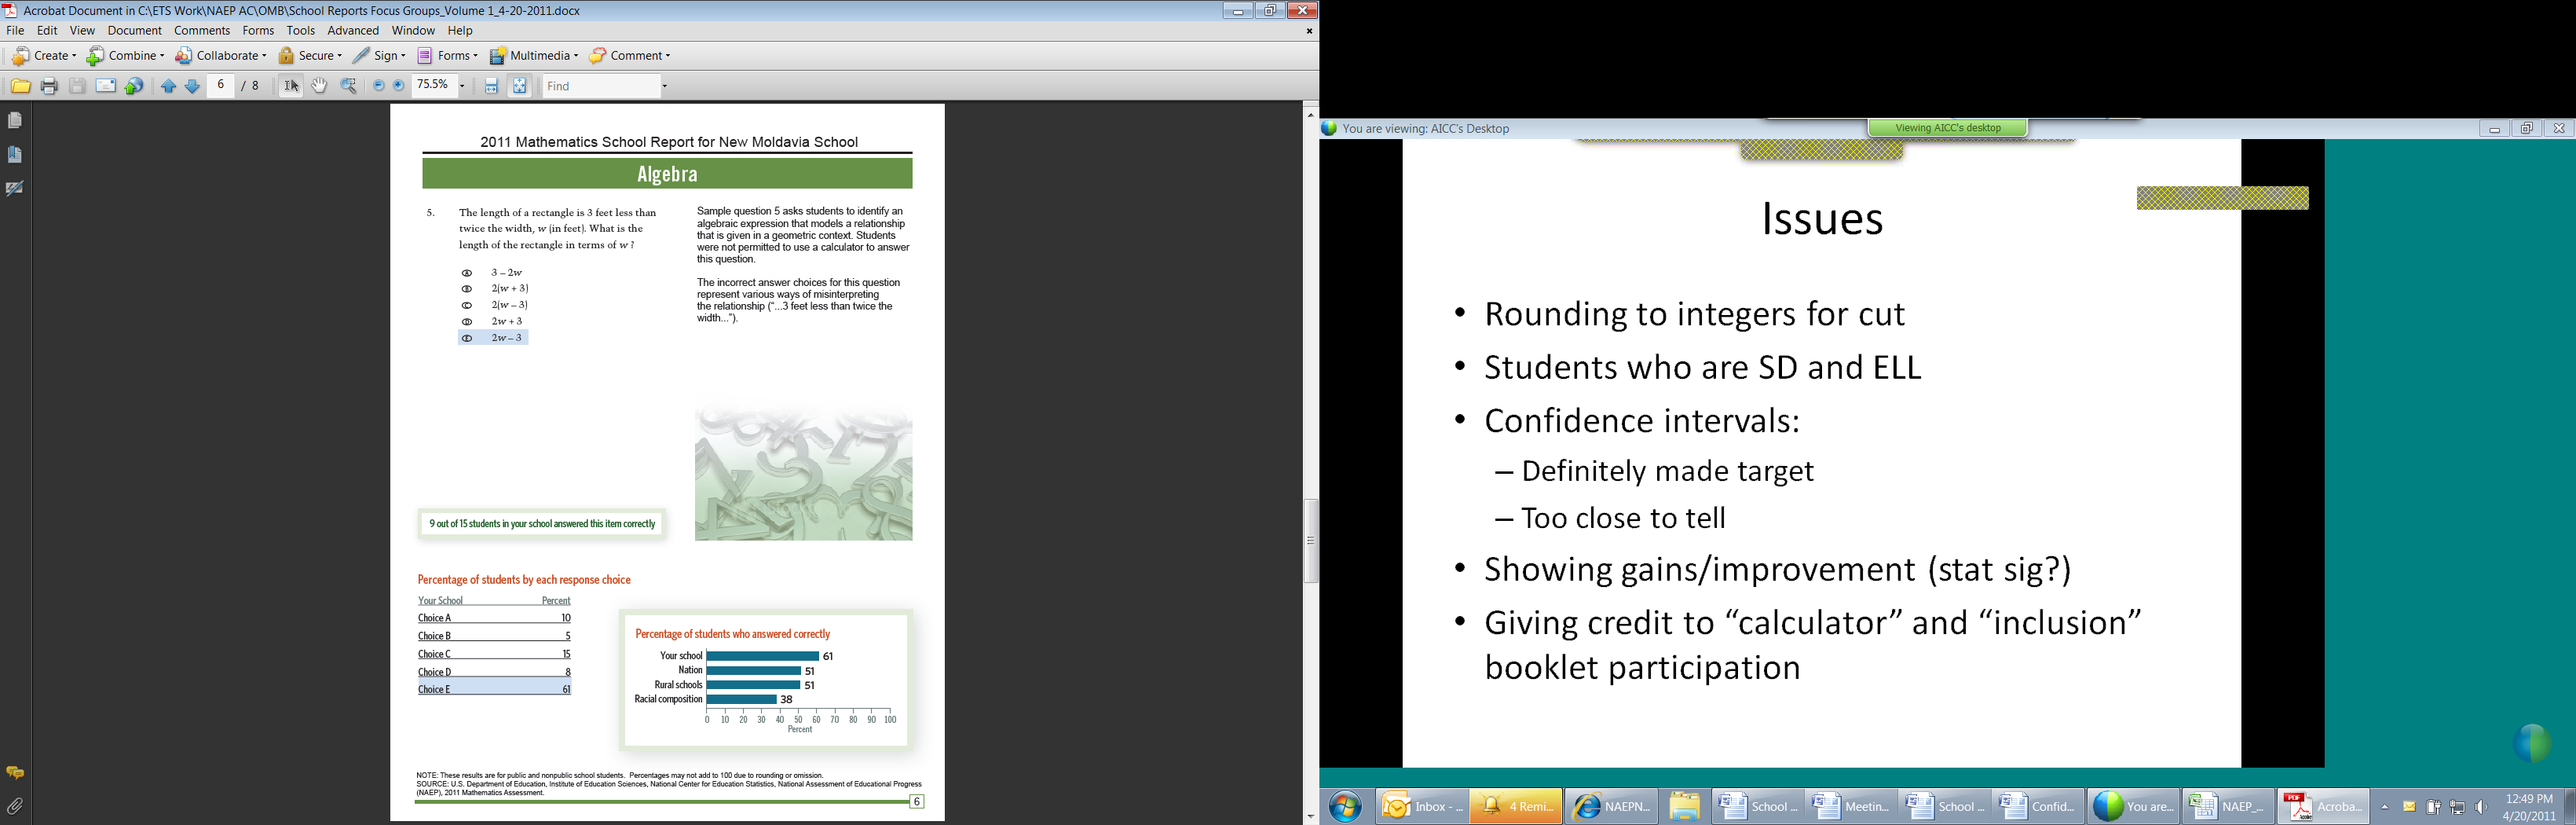 Acrobat Document in C:\ETS Work\NAEP AC\OMB\School Reports Focus Groups_Volume 1_4-20-2011.docx
File Edit View Document Comments Forms Tools Advanced Window Help
Create Combine Collaborate Secure Sign Forms Multimedia Comment
6 / 8 75.5% Find
2011 Mathematics School Report for New Moldavia School
Algebra
5. The length of a rectangle is 3 feet less than
twice the width, w (in feet). What is the
length of the rectangle in terms of w ?
A 3 – 2w
B 2(w + 3)
C 2(w – 3)
D 2w + 3
E 2w – 3
Sample question 5 asks students to identify an
algebraic expression that models a relationship
that is given in a geometric context. Students
were not permitted to use a calculator to answer
this question.
The incorrect answer choices for this question
represent various ways of misinterpreting
the relationship (“...3 feet less than twice the
width...”).
9 out of 15 students in your school answered this item correctly
Percentage of students by each response choice
Your School Percent
Choice A 10
Choice B 5
Choice C 15
Choice D 8
Choice E 61
Percentage of students who answered correctly
Your school 61
Nation 51
Rural schools 51
Racial composition 38
0 10 20 30 40 50 60 70 80 90 100
Percent
NOTE: These results are for public and nonpublic school students. Percentages may not add to 100 due to rounding or omission.
SOURCE: U.S. Department of Education, Institute of Education Sciences, National Center for Education Statistics, National Assessment of Educational Progress
(NAEP), 2011 Mathematics Assessment.
6
You are viewing: AICC's Desktop
Viewing AICC's desktop
Issues
• Rounding to integers for cut
• Students who are SD and ELL
• Confidence intervals:
– Definitely made target
– Too close to tell
• Showing gains/improvement (stat sig?)
• Giving credit to “calculator” and “inclusion”
booklet participation
Inbox - ... 4 Remi... NAEPN... School ... Meetin... School ... Confid... You are... NAEP_... Acroba...
12:49 PM
4/20/2011